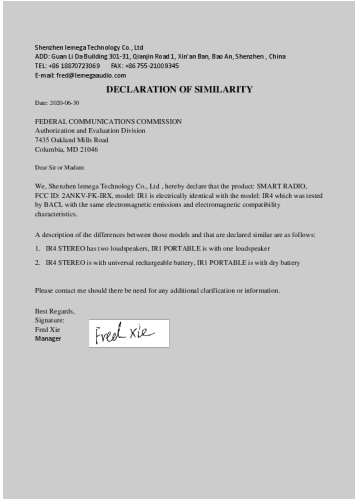 Shenzhen Iemega Technology Co., Ltd
ADD: Guan Li Da Building 301-31, Qianjin Road 1, Xin'an Ban, Bao An, Shenzhen , China
TEL: +86 18870723069 FAX: +86 755-21009345
E-mail: fred@iemegaaudio.com
DECLARATION OF SIMILARITY
Date: 2020-06-30
FEDERAL COMMUNICATIONS COMMISSION
Authorization and Evaluation Division
7435 Oakland Mills Road
Columbia, MD 21046
Dear Sir or Madam:
We, Shenzhen Iemega Technology Co., Ltd , hereby declare that the product: SMART RADIO,
FCC ID: 2ANKV-FK-IRX, model: IR1 is electrically identical with the model: IR4 which was tested
by BACL with the same electromagnetic emissions and electromagnetic compatibility
characteristics.
A description of the differences between those models and that are declared similar are as follows:
1. IR4 STEREO has two loudspeakers, IR1 PORTABLE is with one loudspeaker
2. IR4 STEREO is with universal rechargeable battery, IR1 PORTABLE is with dry battery
Please contact me should there be need for any additional clarification or information.
Best Regards,
Signature:
Fred Xie
Fred Xie
Manager